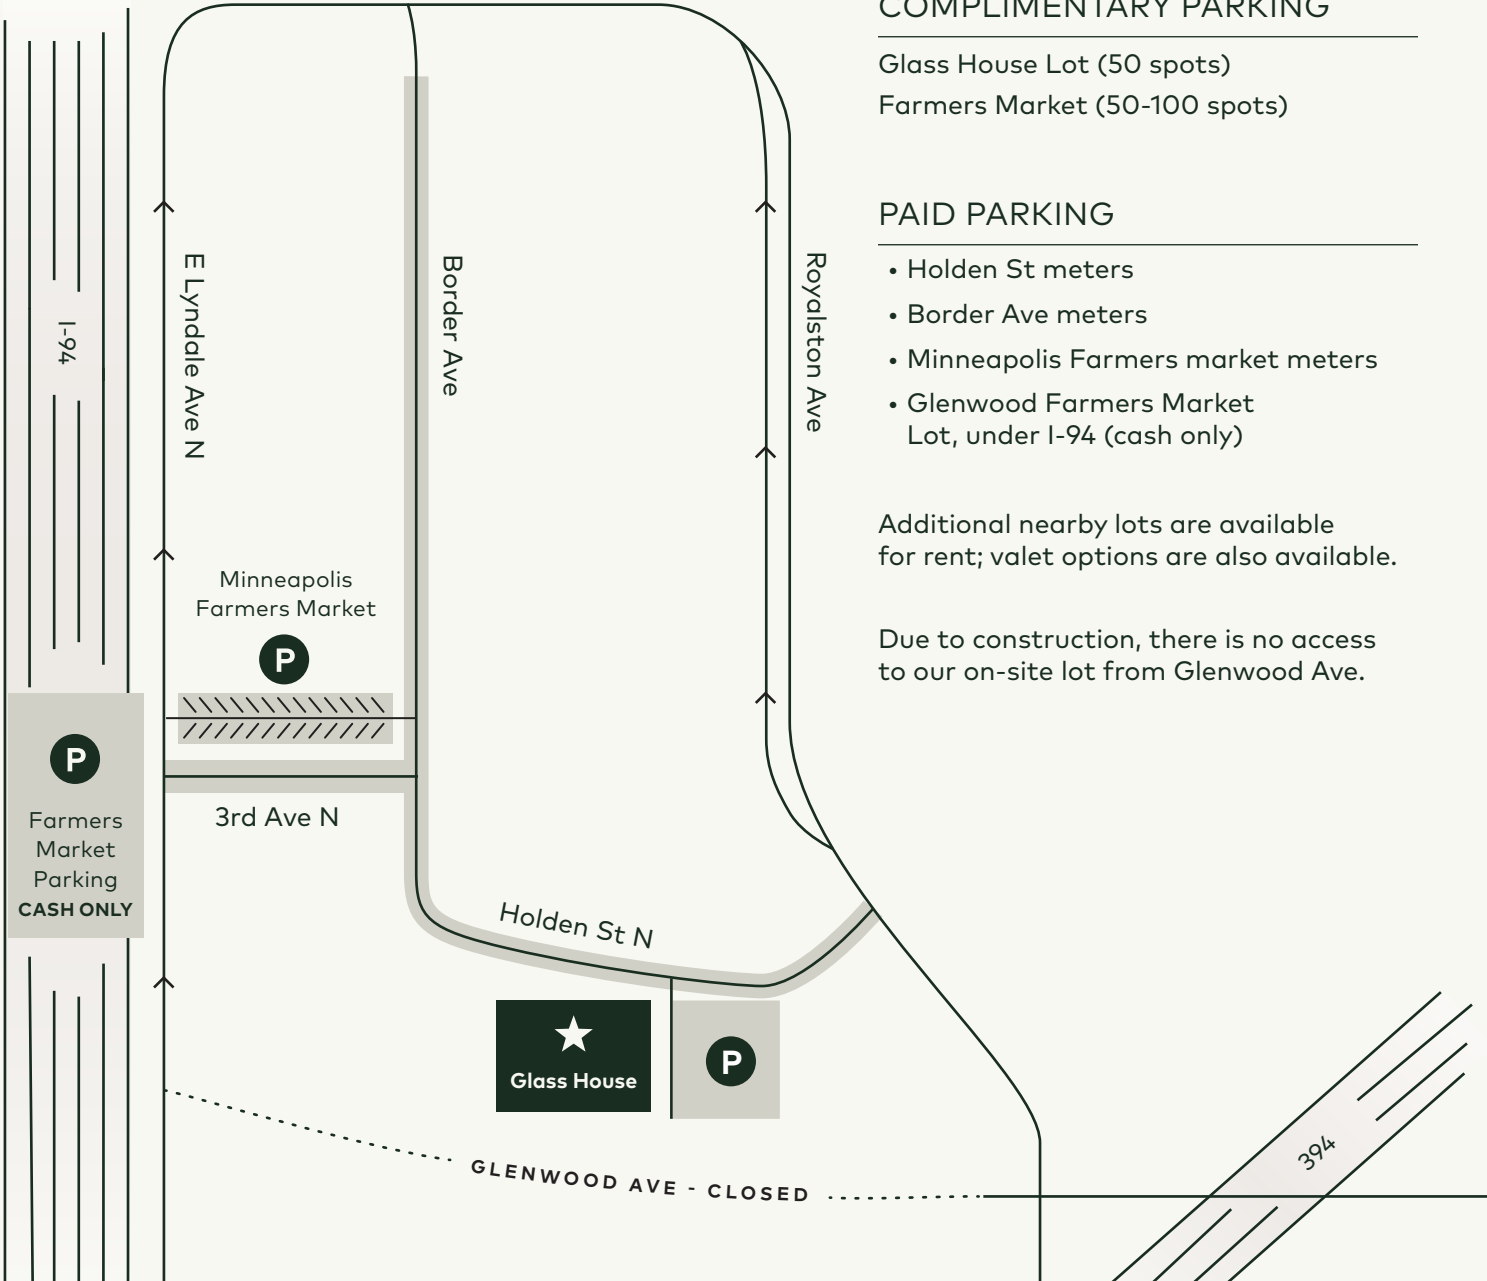 COMPLIMENTARY PARKING
Glass House Lot (50 spots)
Farmers Market (50-100 spots)
PAID PARKING
• Holden St meters
• Border Ave meters
• Minneapolis Farmers market meters
• Glenwood Farmers Market
Lot, under I-94 (cash only)
Additional nearby lots are available
for rent; valet options are also available.
Due to construction, there is no access
to our on-site lot from Glenwood Ave.
I-94
E Lyndale Ave N
Border Ave
Royalston Ave
Minneapolis
Farmers Market
P
P
Farmers
Market
Parking
CASH ONLY
3rd Ave N
Holden St N
Glass House
P
GLENWOOD AVE - CLOSED
394